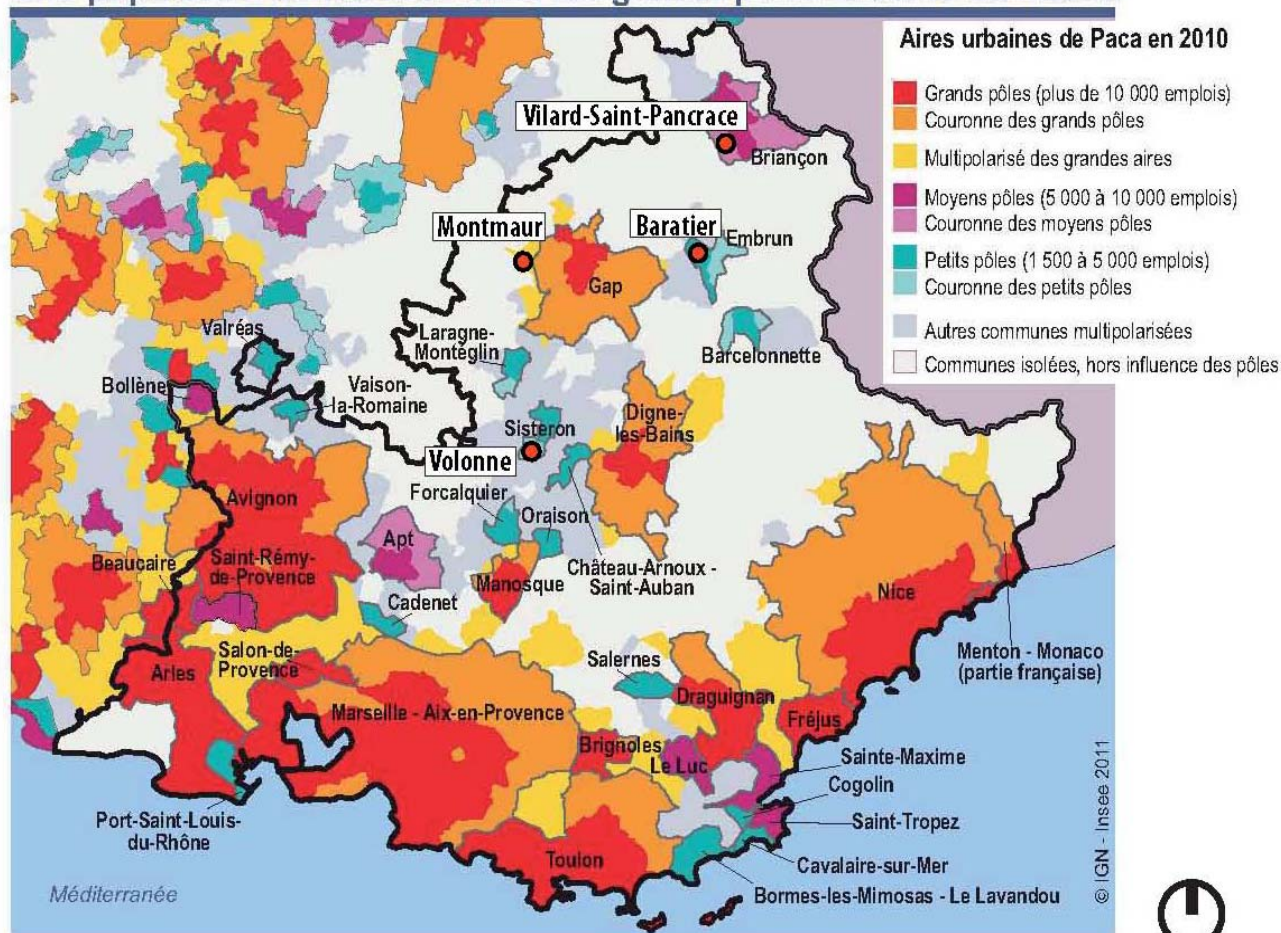 Aires urbaines de Paca en 2010
Grands pôles (plus de 10 000 emplois)
Couronne des grands pôles
Multipolarisé des grandes aires
Moyens pôles (5 000 à 10 000 emplois)
Couronne des moyens pôles
Petits pôles (1 500 à 5 000 emplois)
Couronne des petits pôles
Autres communes multipolarisées
Communes isolées, hors influence des pôles
Vilard-Saint-Pancrace
Briançon
Montmaur
Baratier
Embrun
Gap
Valréas
Laragne-
Montéglin
Barcelonnette
Bollène
Vaison-
la-Romaine
Digne-
les-Bains
Sisteron
Volonne
Avignon
Forcalquier
Oraison
Apt
Beaucaire
Saint-Rémy-
de-Provence
Manosque
Château-Arnoux -
Saint-Auban
Nice
Cadenet
Salon-de-
Provence
Arles
Salernes
Menton - Monaco
(partie française)
Draguignan
Marseille - Aix-en-Provence
Fréjus
Brignoles
Le Luc
Sainte-Maxime
Cogolin
Port-Saint-Louis-
du-Rhône
Saint-Tropez
Toulon
Cavalaire-sur-Mer
Bormes-les-Mimosas - Le Lavandou
Méditerranée
© IGN - Insee 2011